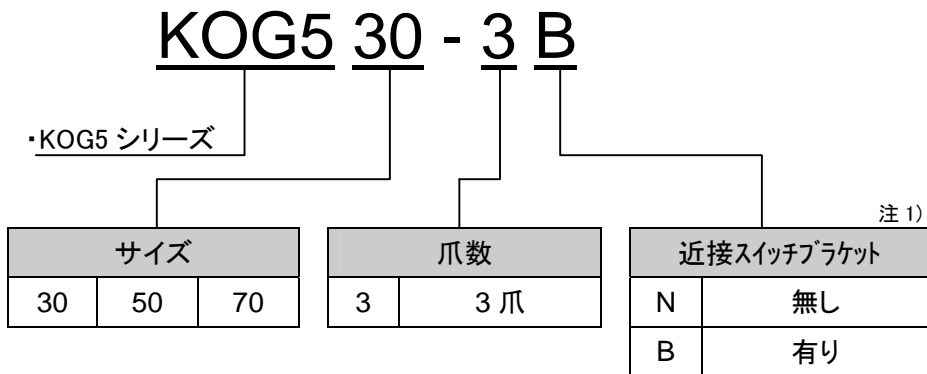 KOG5 30 - 3 B
・KOG5 シリーズ
注 1)
サイズ
30 50 70
爪数
3 3 爪
近接スイッチブラケット
N 無し
B 有り